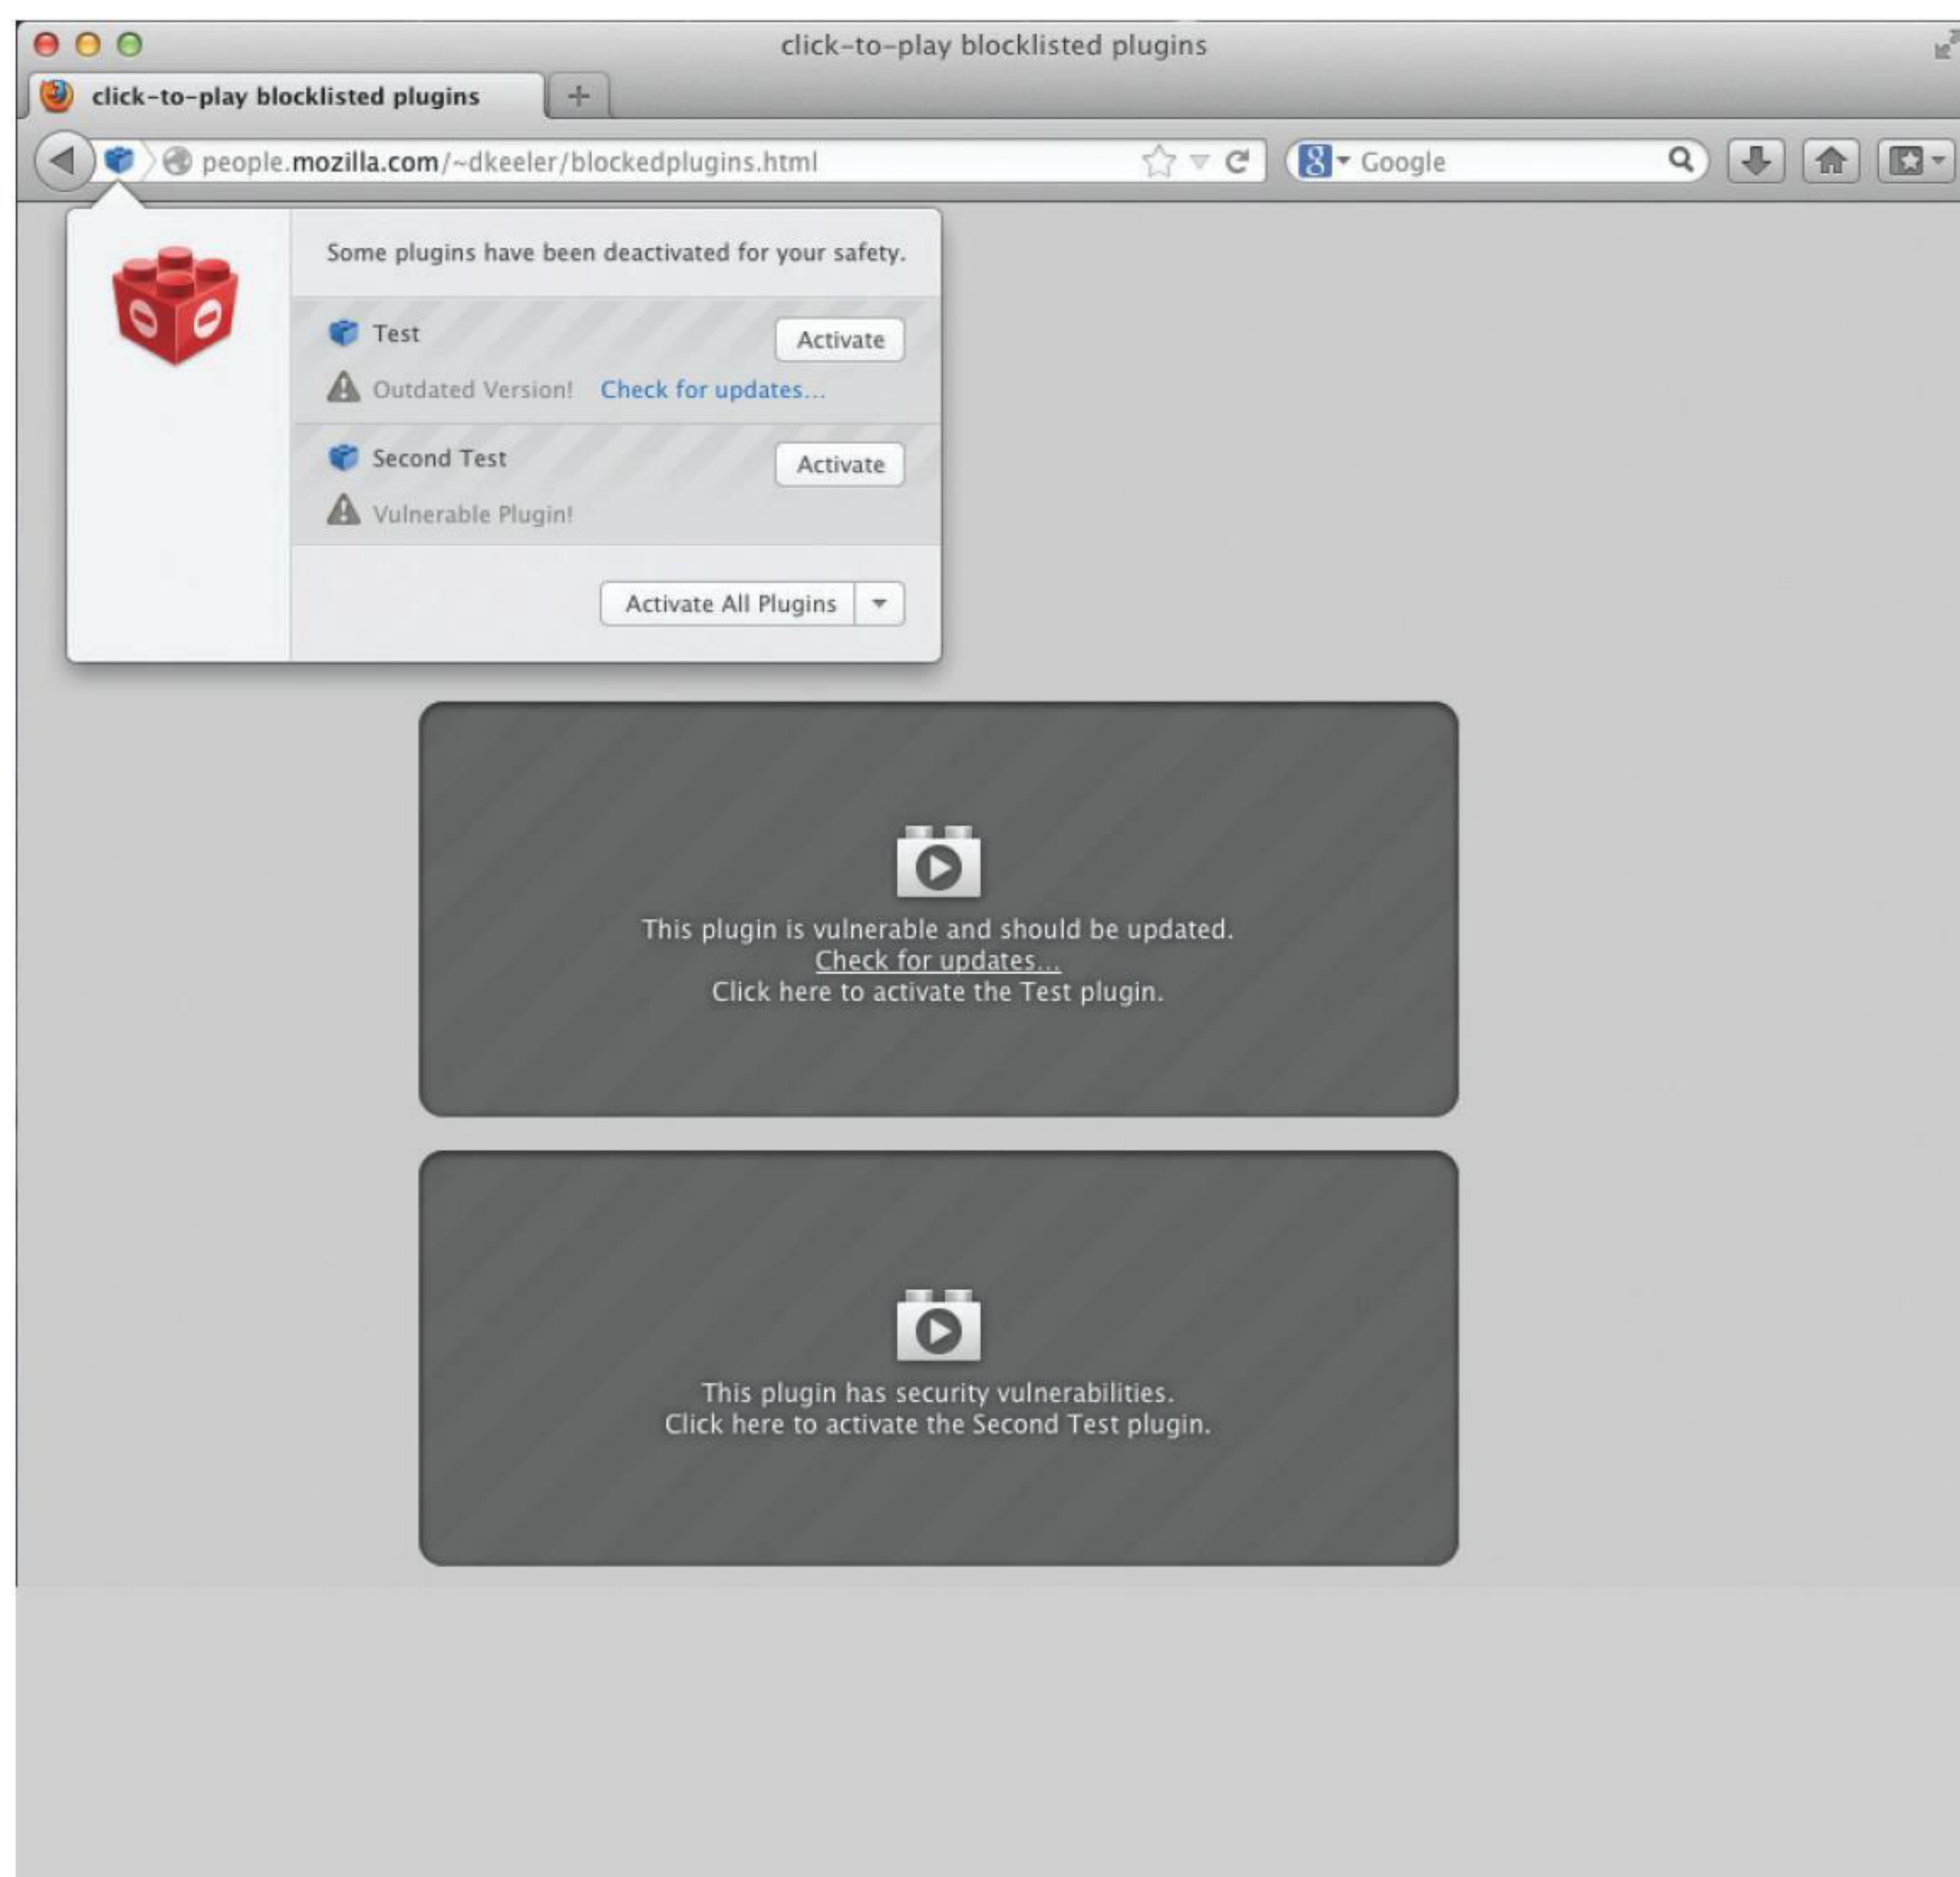 click-to-play blocklisted plugins
click-to-play blocklisted plugins
people.mozilla.com/~dkeeler/blockedplugins.html
Google
Some plugins have been deactivated for your safety.
Test
Activate
Outdated Version! Check for updates...
Second Test
Activate
Vulnerable Plugin!
Activate All Plugins
This plugin is vulnerable and should be updated.
Check for updates...
Click here to activate the Test plugin.
This plugin has security vulnerabilities.
Click here to activate the Second Test plugin.